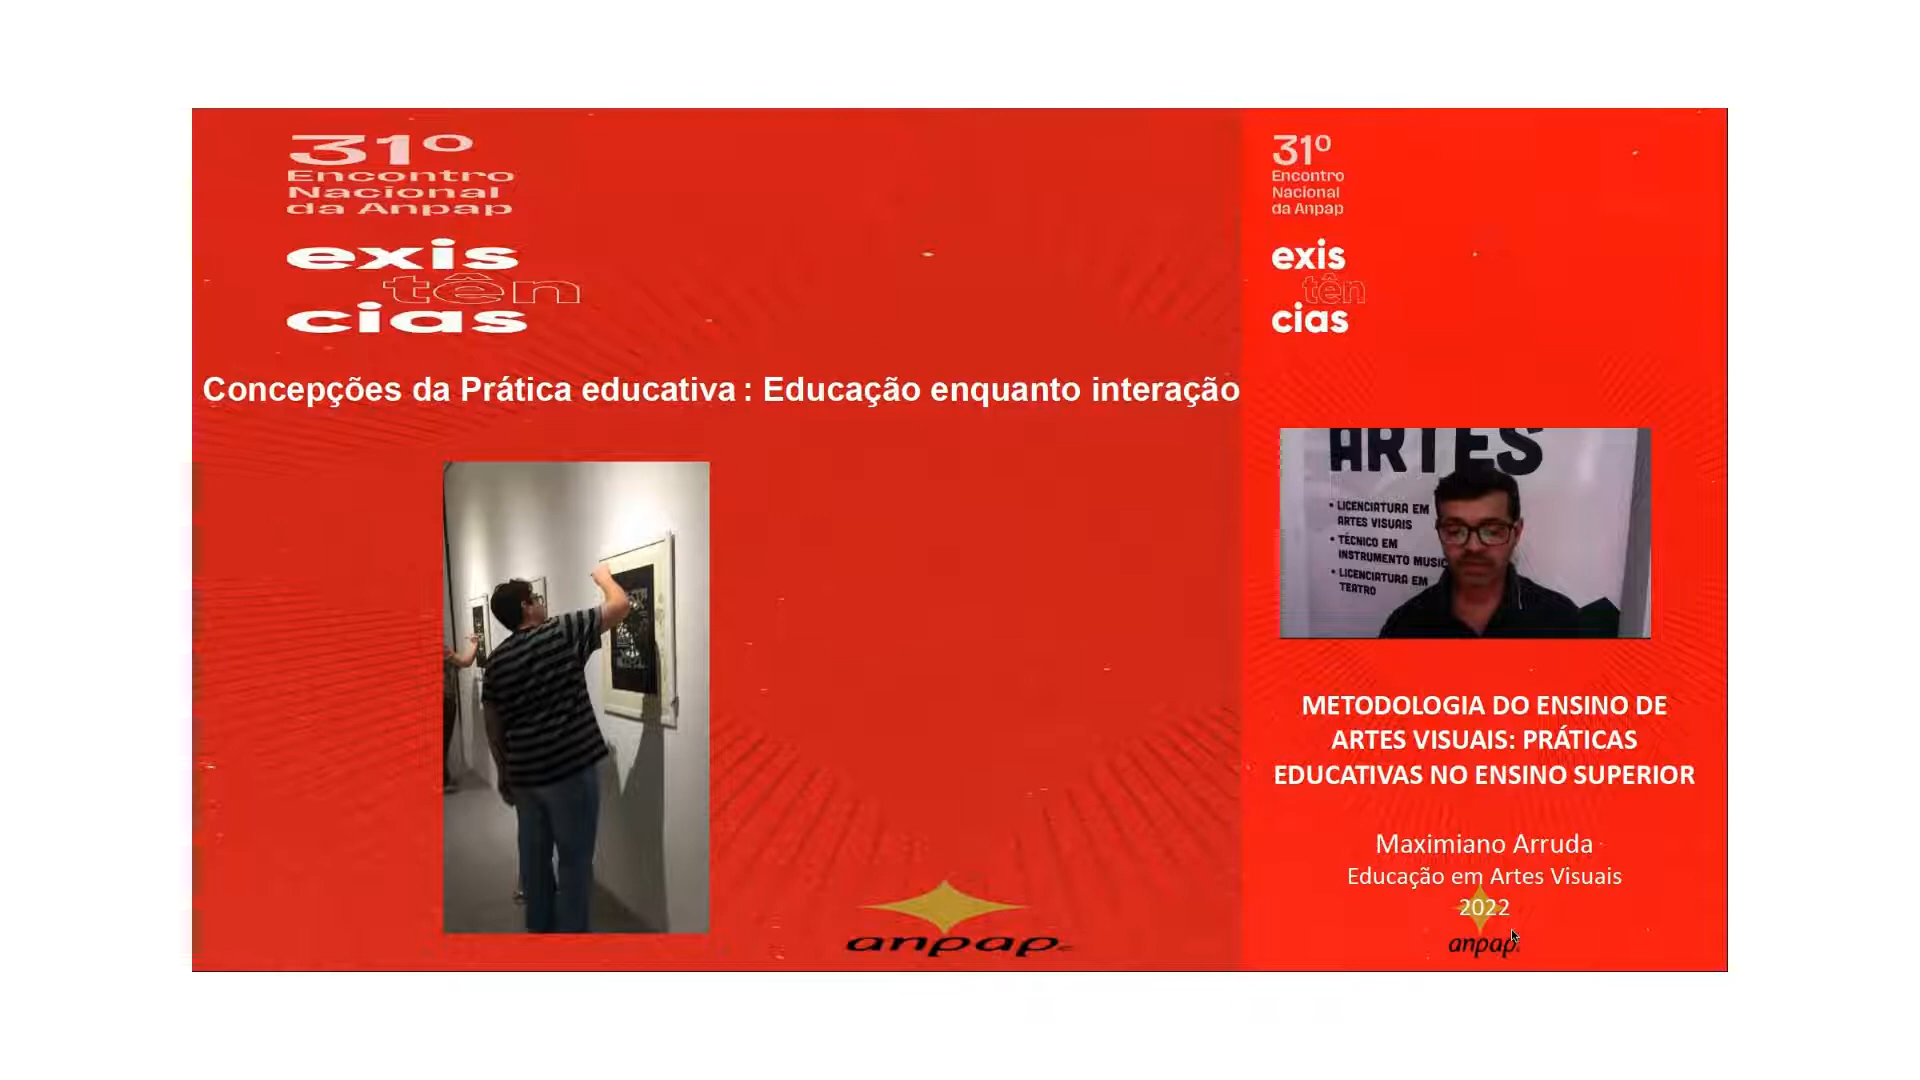 31º
Encontro
Nacional
da Anpap
exis
tên
cias
Concepções da Prática educativa : Educação enquanto interação
anpap
31º
Encontro
Nacional
da Anpap
exis
tên
cias
ARTES
• LICENCIATURA EM
ARTES VISUAIS
• TÉCNICO EM
INSTRUMENTO MUSIC
• LICENCIATURA EM
TEATRO
METODOLOGIA DO ENSINO DE
ARTES VISUAIS: PRÁTICAS
EDUCATIVAS NO ENSINO SUPERIOR
Maximiano Arruda
Educação em Artes Visuais
2022
anpap